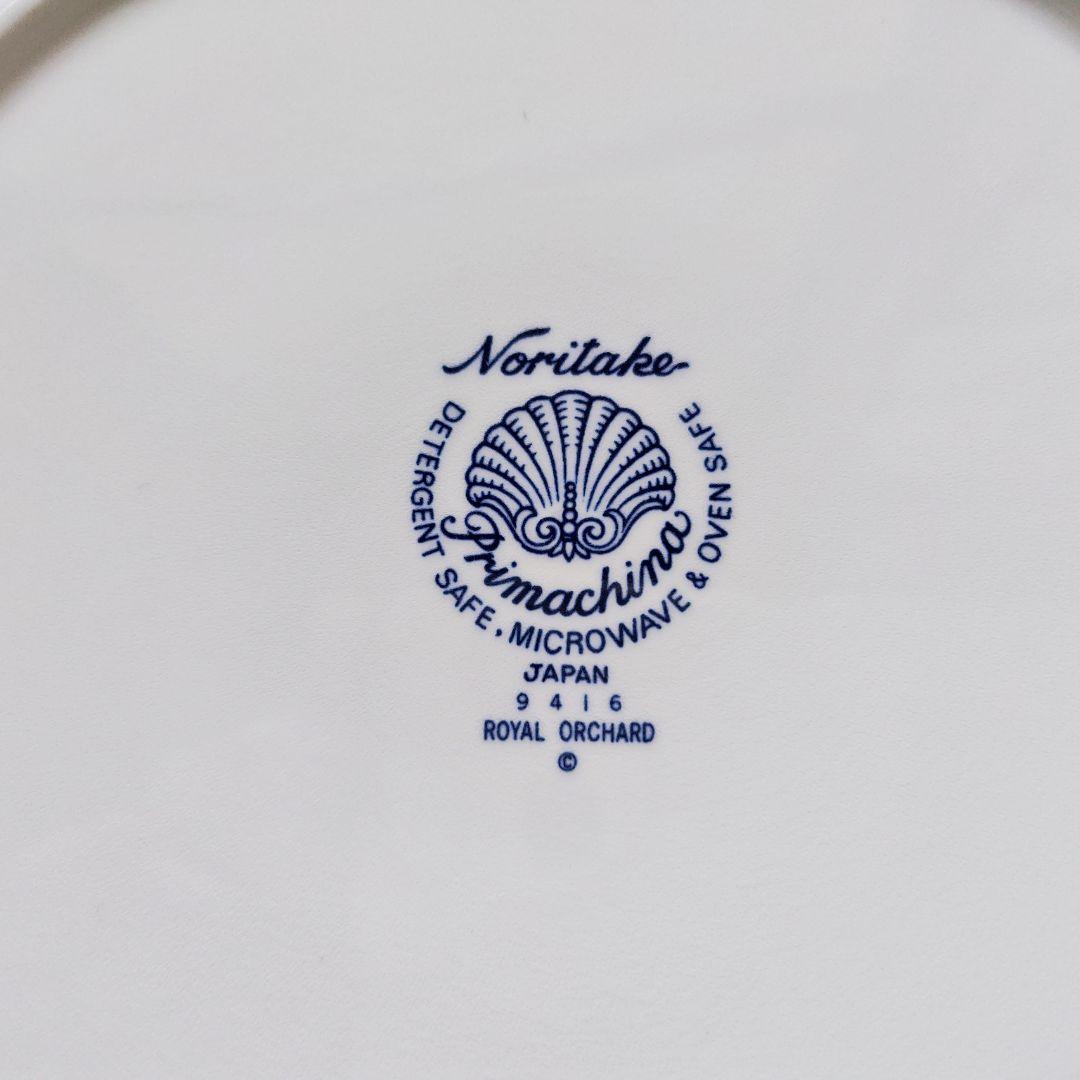 Noritake
DETERGENT SAFE, MICROWAVE & OVEN SAFE
Primachina
JAPAN
9416
ROYAL ORCHARD
©